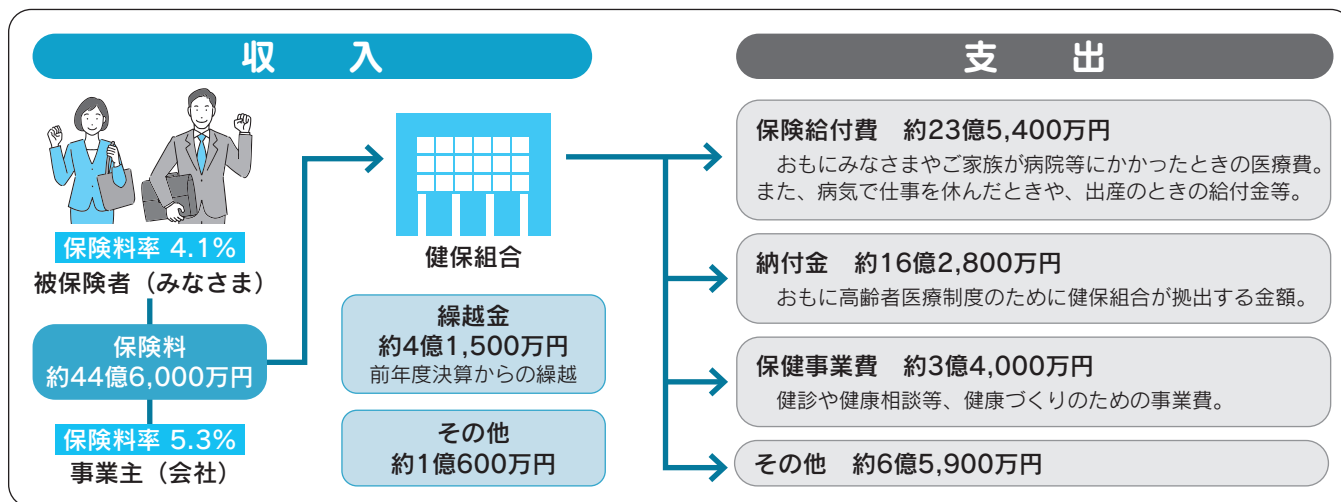 収　入
保険料率 4.1%
被保険者（みなさま）
保険料
約44億6,000万円
保険料率 5.3%
事業主（会社）
健保組合
繰越金
約4億1,500万円
前年度決算からの繰越
その他
約1億600万円
支　出
保険給付費　約23億5,400万円
おもにみなさまやご家族が病院等にかかったときの医療費。
また、病気で仕事を休んだときや、出産のときの給付金等。
納付金　約16億2,800万円
おもに高齢者医療制度のために健保組合が拠出する金額。
保健事業費　約3億4,000万円
健診や健康相談等、健康づくりのための事業費。
その他　約6億5,900万円